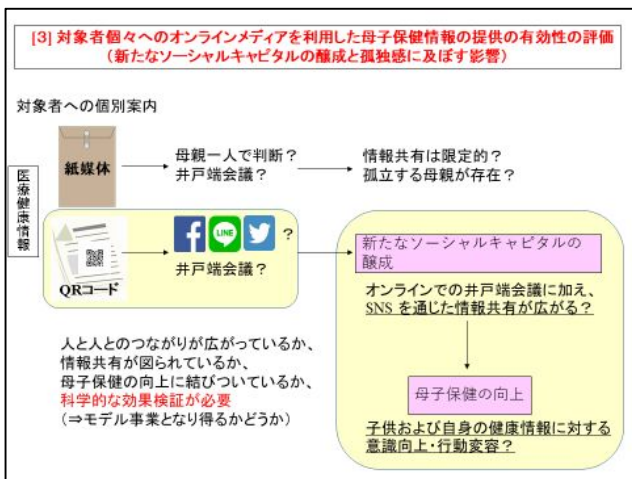 [3] 対象者個々へのオンラインメディアを利用した母子保健情報の提供の有効性の評価
(新たなソーシャルキャピタルの醸成と孤独感に及ぼす影響)
対象者への個別案内
医療健康情報
紙媒体
母親一人で判断?
井戸端会議?
情報共有は限定的?
孤立する母親が存在?
QRコード
f LINE ?
井戸端会議?
新たなソーシャルキャピタルの
醸成
オンラインでの井戸端会議に加え、
SNS を通じた情報共有が広がる?
人と人とのつながりが広がっているか、
情報共有が図られているか、
母子保健の向上に結びついているか、
科学的な効果検証が必要
(⇒モデル事業となり得るかどうか)
母子保健の向上
子供および自身の健康情報に対する
意識向上・行動変容?